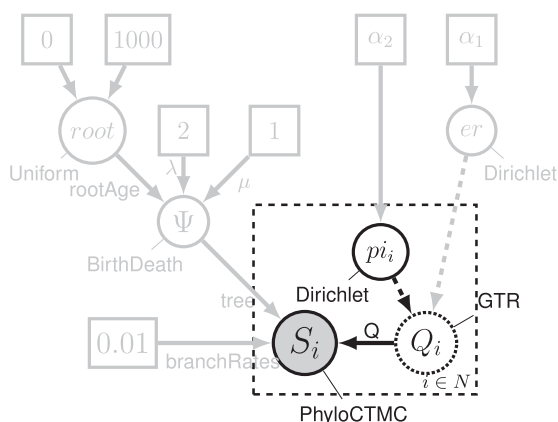 0
1000
α₂
α₁
root
2
1
er
Uniform
rootAge
λ
μ
Dirichlet
Ψ
BirthDeath
pi_i
Dirichlet
tree
GTR
0.01
branchRates
S_i
Q
Q_i
i ∈ N
PhyloCTMC